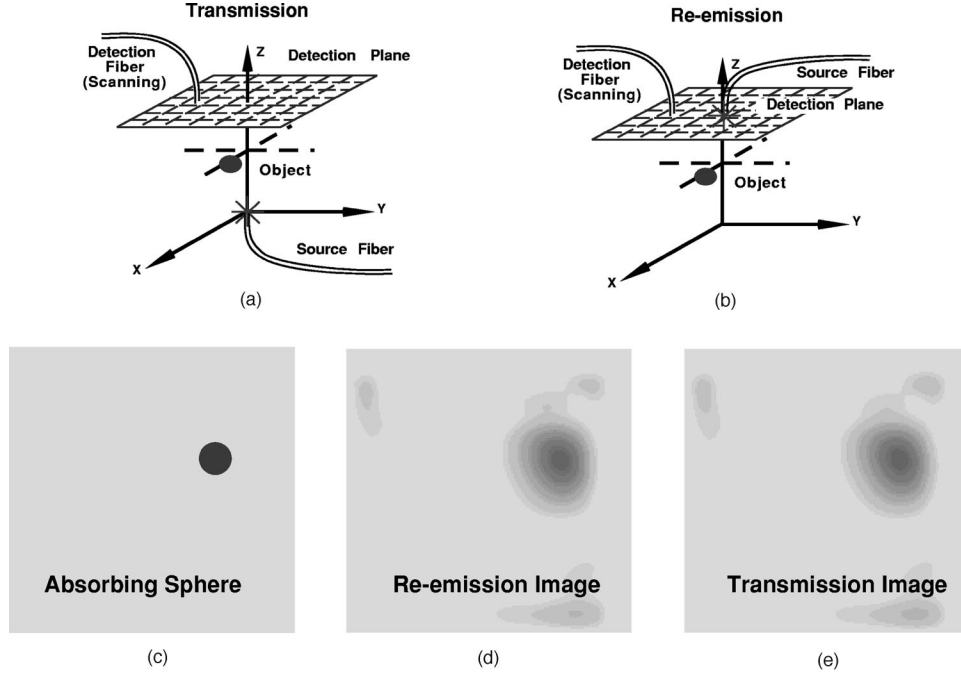 Transmission
Detection
Fiber
(Scanning)
Z
Detection Plane
Object
Y
X
Source Fiber
(a)
Re-emission
Detection
Fiber
(Scanning)
Z
Source Fiber
Detection Plane
Object
Y
X
(b)
Absorbing Sphere
(c)
Re-emission Image
(d)
Transmission Image
(e)